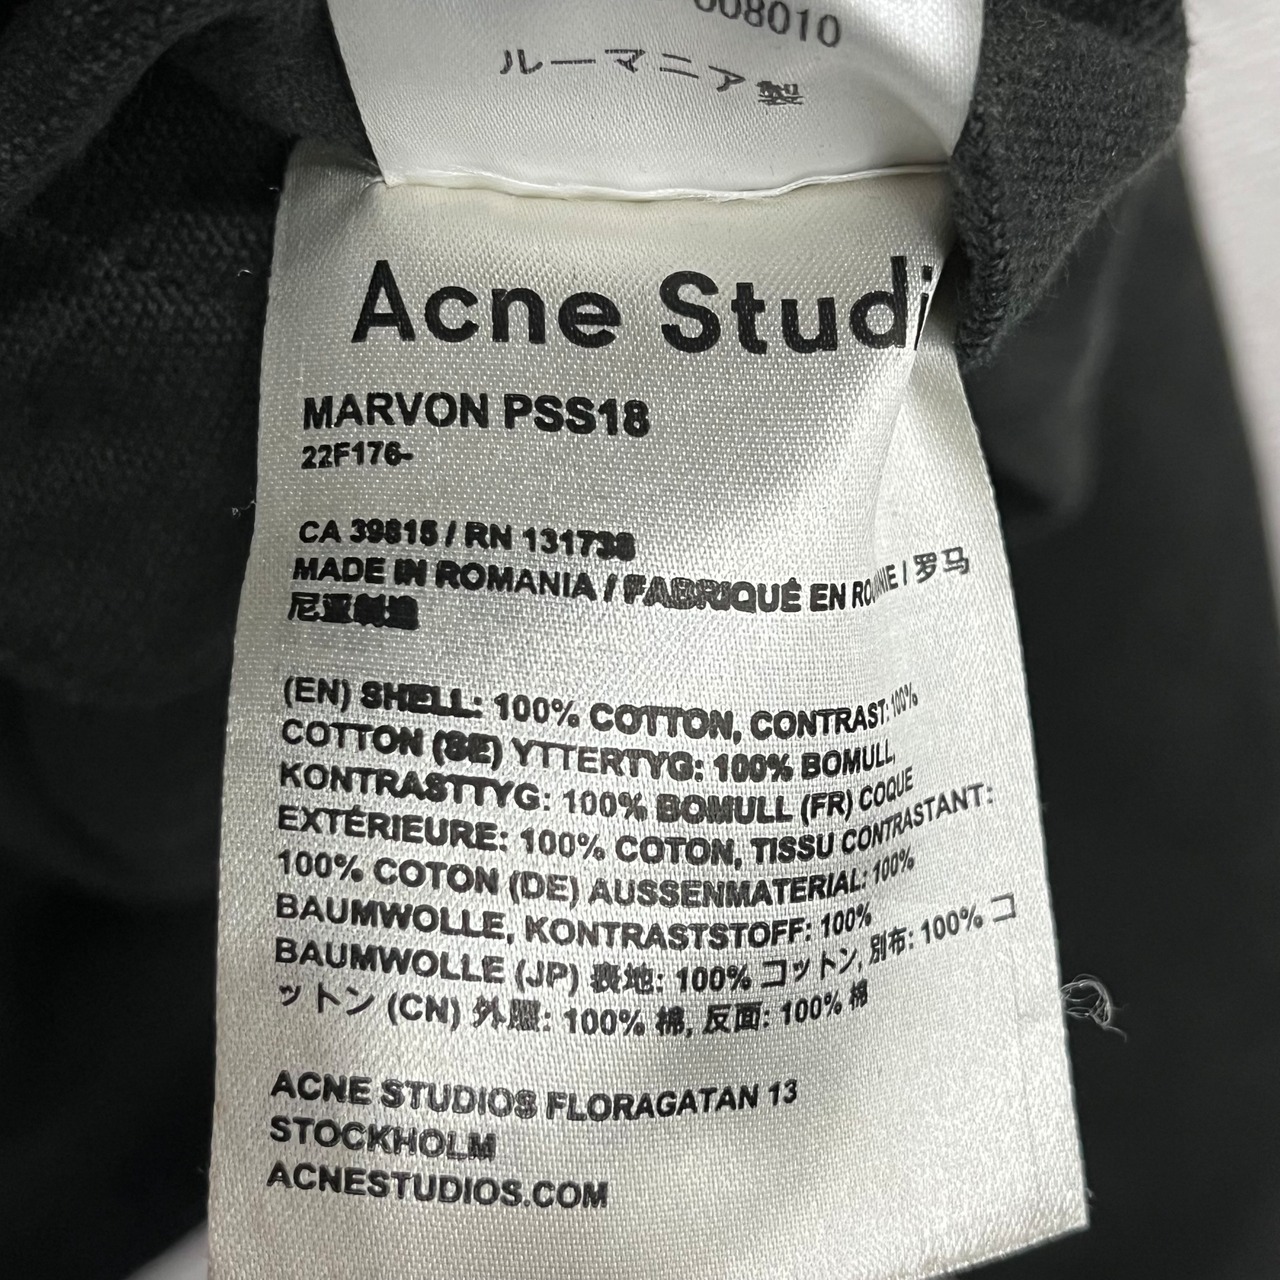 008010
ルーマニア製
Acne Studi
MARVON PSS18
22F176-
CA 39815 / RN 131738
MADE IN ROMANIA / FABRIQUÉ EN ROUMANIE / 罗马
尼亚制造
(EN) SHELL: 100% COTTON, CONTRAST: 100%
COTTON (SE) YTTERTYG: 100% BOMULL,
KONTRASTTYG: 100% BOMULL (FR) COQUE
EXTÉRIEURE: 100% COTON, TISSU CONTRASTANT:
100% COTON (DE) AUSSENMATERIAL: 100%
BAUMWOLLE, KONTRASTSTOFF: 100%
BAUMWOLLE (JP) 表地: 100% コットン, 別布: 100% コ
ットン (CN) 外服: 100% 棉, 反面: 100% 棉
ACNE STUDIOS FLORAGATAN 13
STOCKHOLM
ACNESTUDIOS.COM